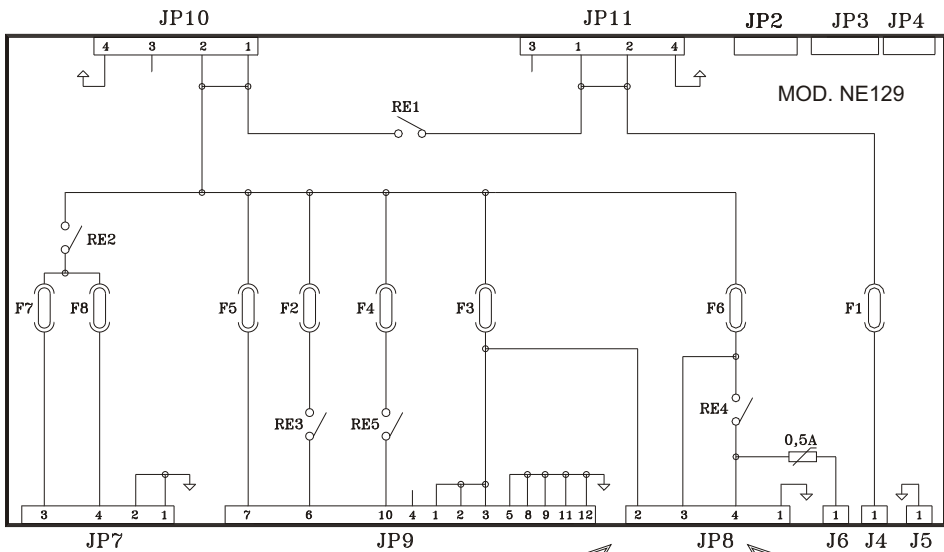 JP10 JP11 JP2 JP3 JP4
4 3 2 1 3 1 2 4
MOD. NE129
RE1
RE2
F7 F8 F5 F2 F4 F3 F6 F1
RE4
RE3 RE5
0,5A
3 4 2 1 7 6 10 4 1 2 3 5 8 9 11 12 2 3 4 1 1 1 1
JP7 JP9 JP8 J6 J4 J5